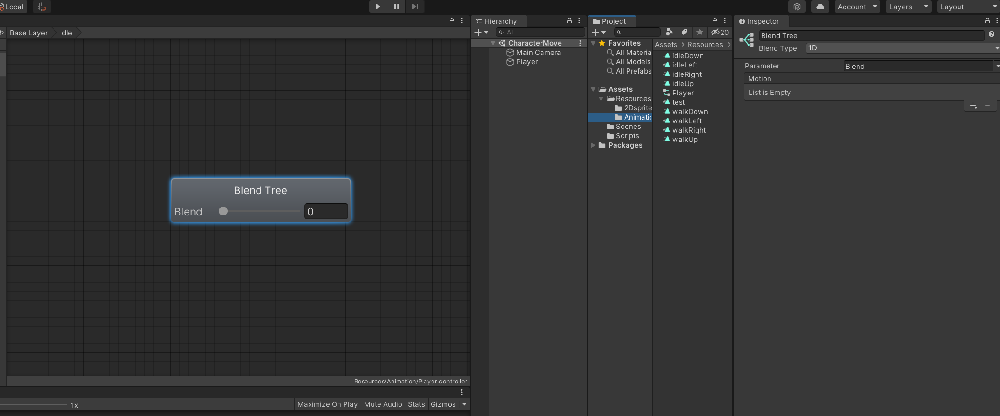 Local
Account
Layers
Layout
Base Layer
Idle
Blend Tree
Blend
0
Resources/Animation/Player.controller
1x
Maximize On Play
Mute Audio
Stats
Gizmos
Hierarchy
All
CharacterMove
Main Camera
Player
Project
20
Favorites
All Materia
All Models
All Prefabs
Assets
Resources
2Dsprite
Animatic
Scenes
Scripts
Packages
Assets > Resources >
idleDown
idleLeft
idleRight
idleUp
Player
test
walkDown
walkLeft
walkRight
walkUp
Inspector
Blend Tree
Blend Type 1D
Parameter Blend
Motion
List is Empty